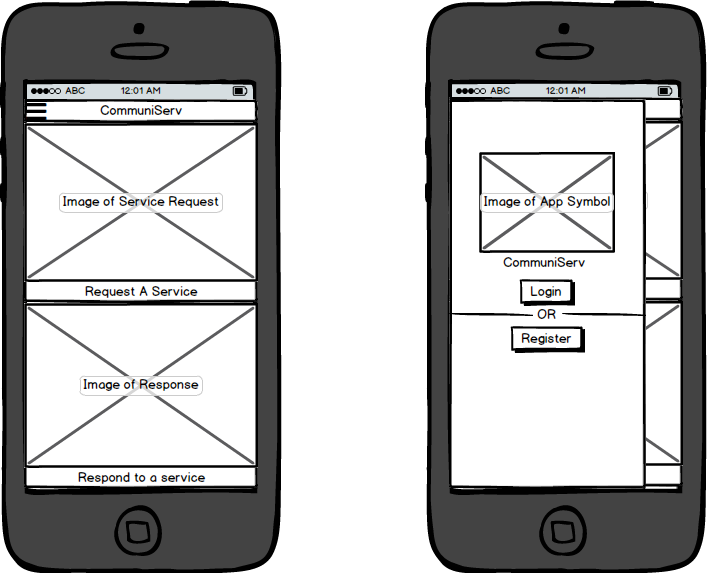 ABC 12:01 AM
CommuniServ
Image of Service Request
Request A Service
Image of Response
Respond to a service
ABC 12:01 AM
Image of App Symbol
CommuniServ
Login
OR
Register